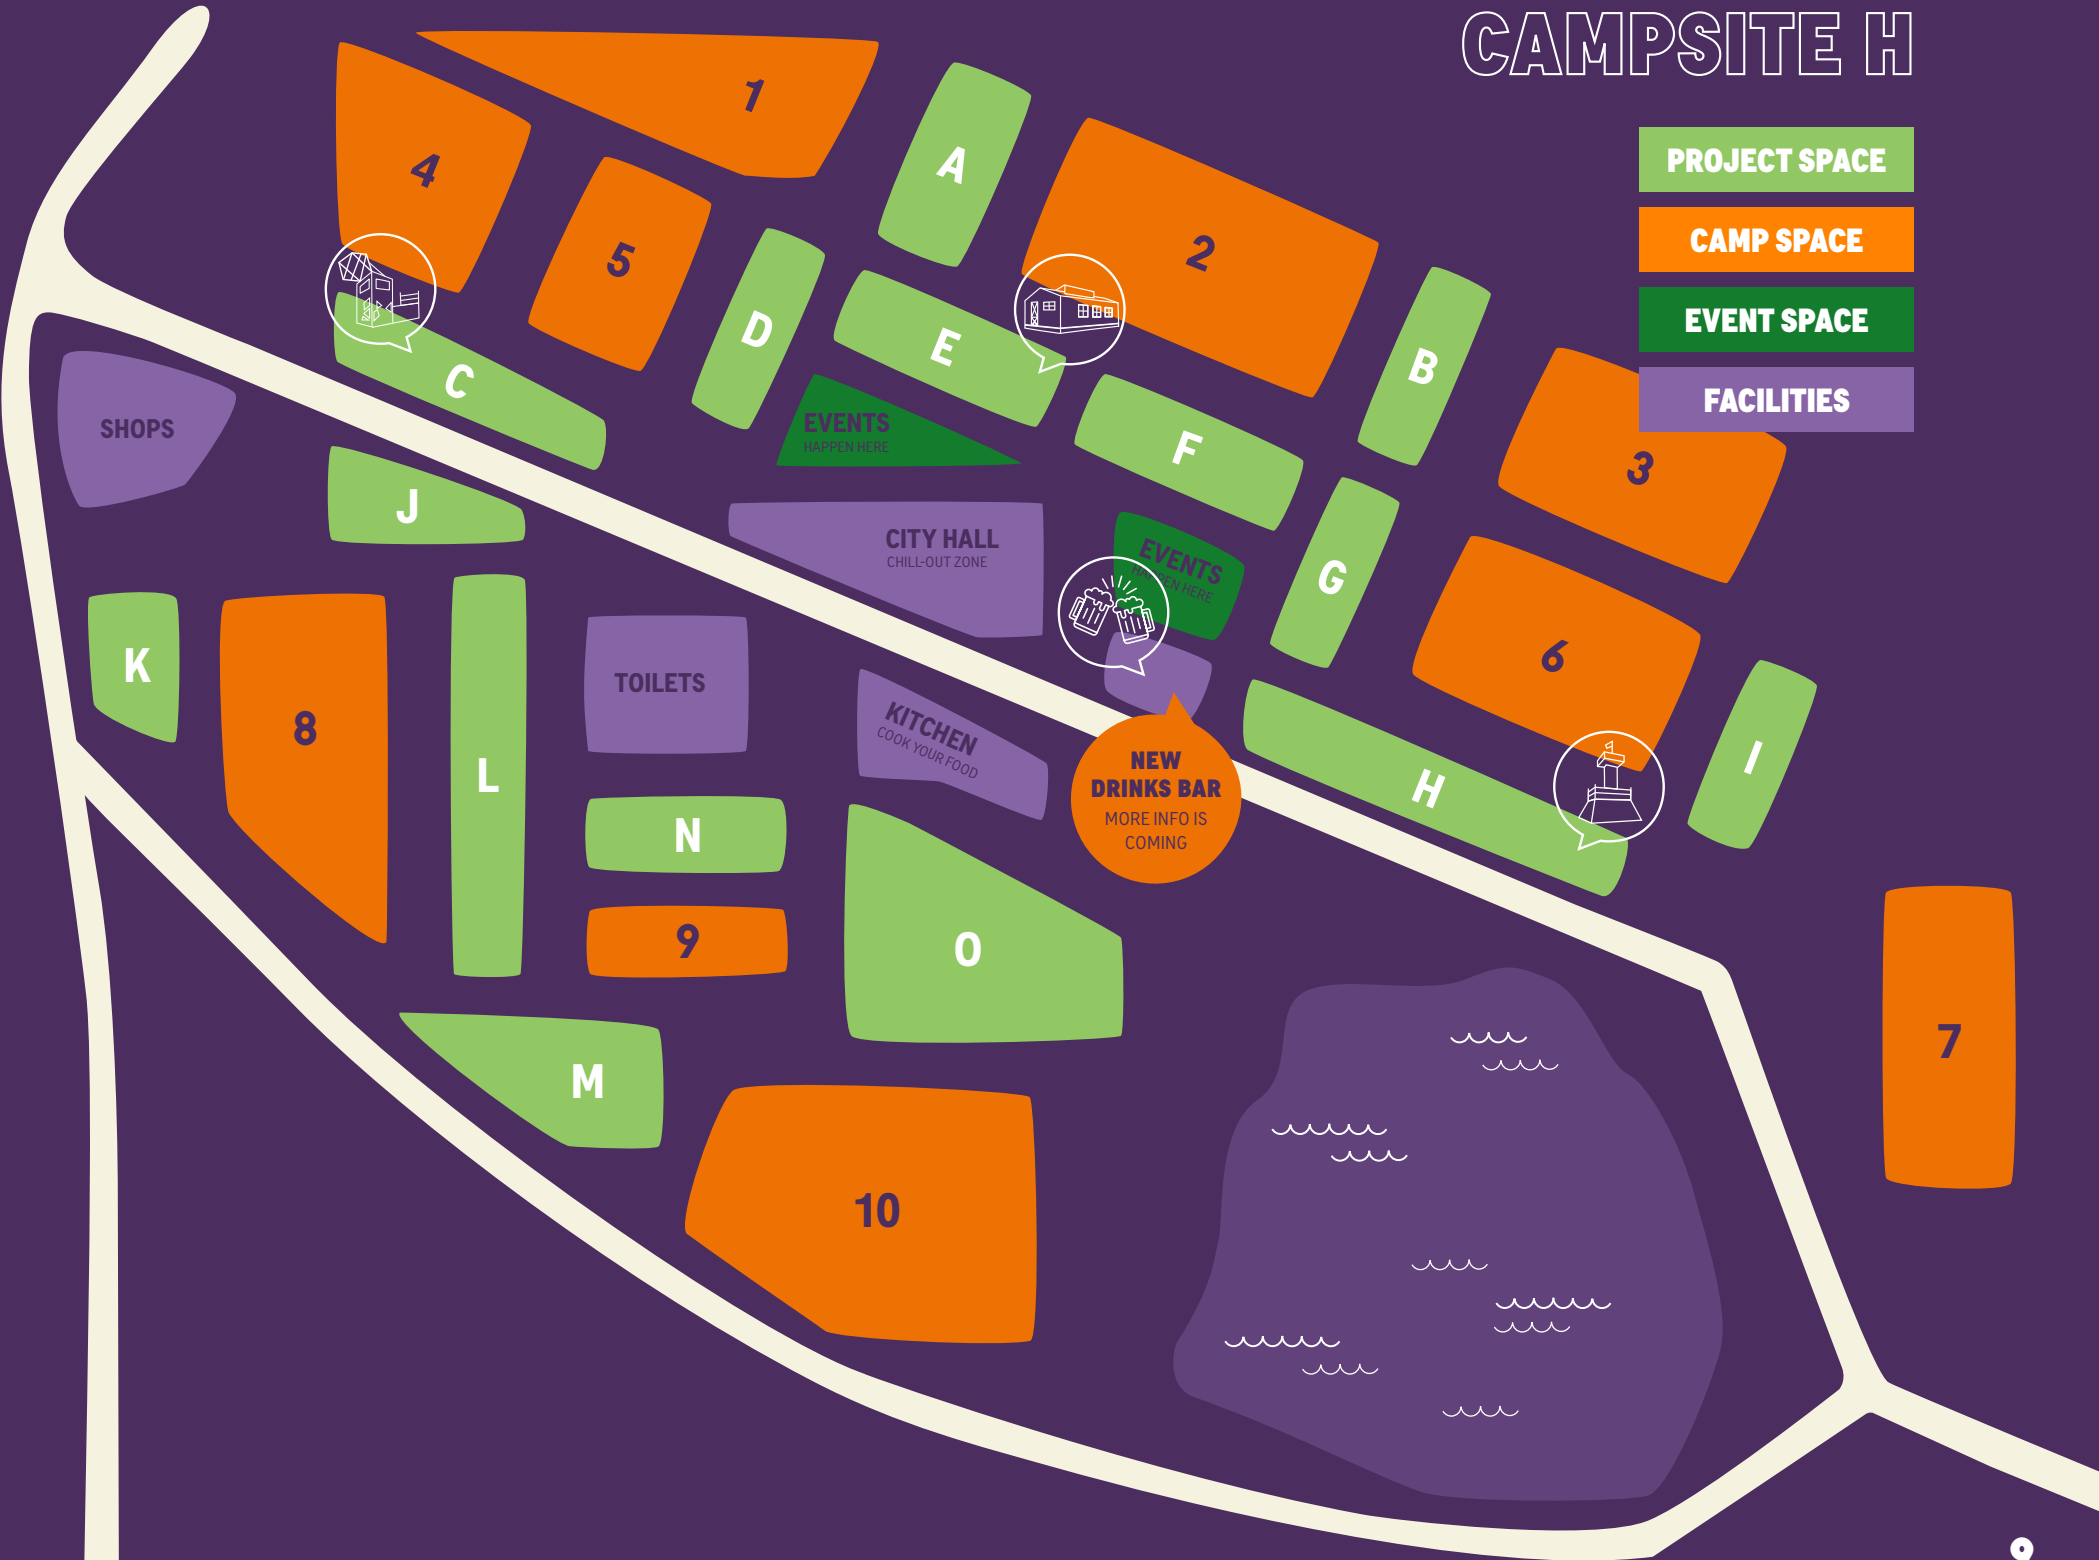 CAMPSITE H
PROJECT SPACE
CAMP SPACE
EVENT SPACE
FACILITIES
1
4
A
5
2
D
E
B
C
3
EVENTS
HAPPEN HERE
SHOPS
F
J
CITY HALL
CHILL-OUT ZONE
EVENTS
HAPPEN HERE
G
6
K
8
L
TOILETS
KITCHEN
COOK YOUR FOOD
NEW
DRINKS BAR
MORE INFO IS
COMING
H
I
N
9
O
7
M
10